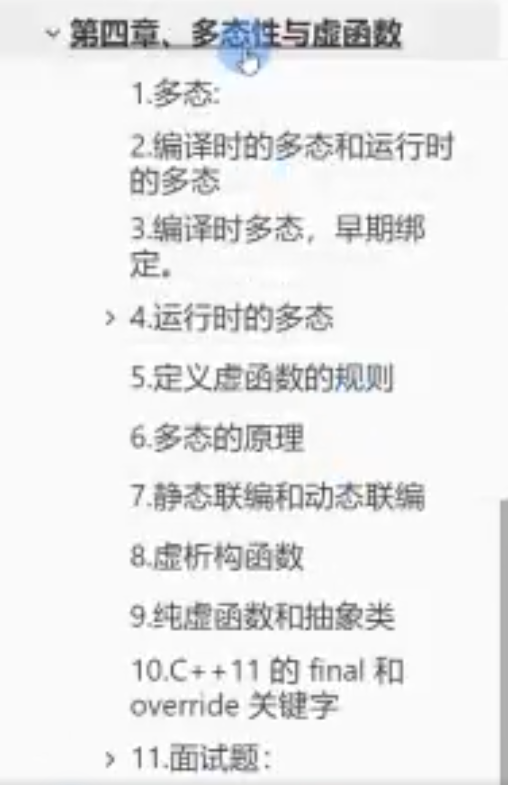 第四章、多态性与虚函数
1.多态:
2.编译时的多态和运行时
的多态
3.编译时多态，早期绑
定。
4.运行时的多态
5.定义虚函数的规则
6.多态的原理
7.静态联编和动态联编
8.虚析构函数
9.纯虚函数和抽象类
10.C++11 的 final 和
override 关键字
11.面试题：